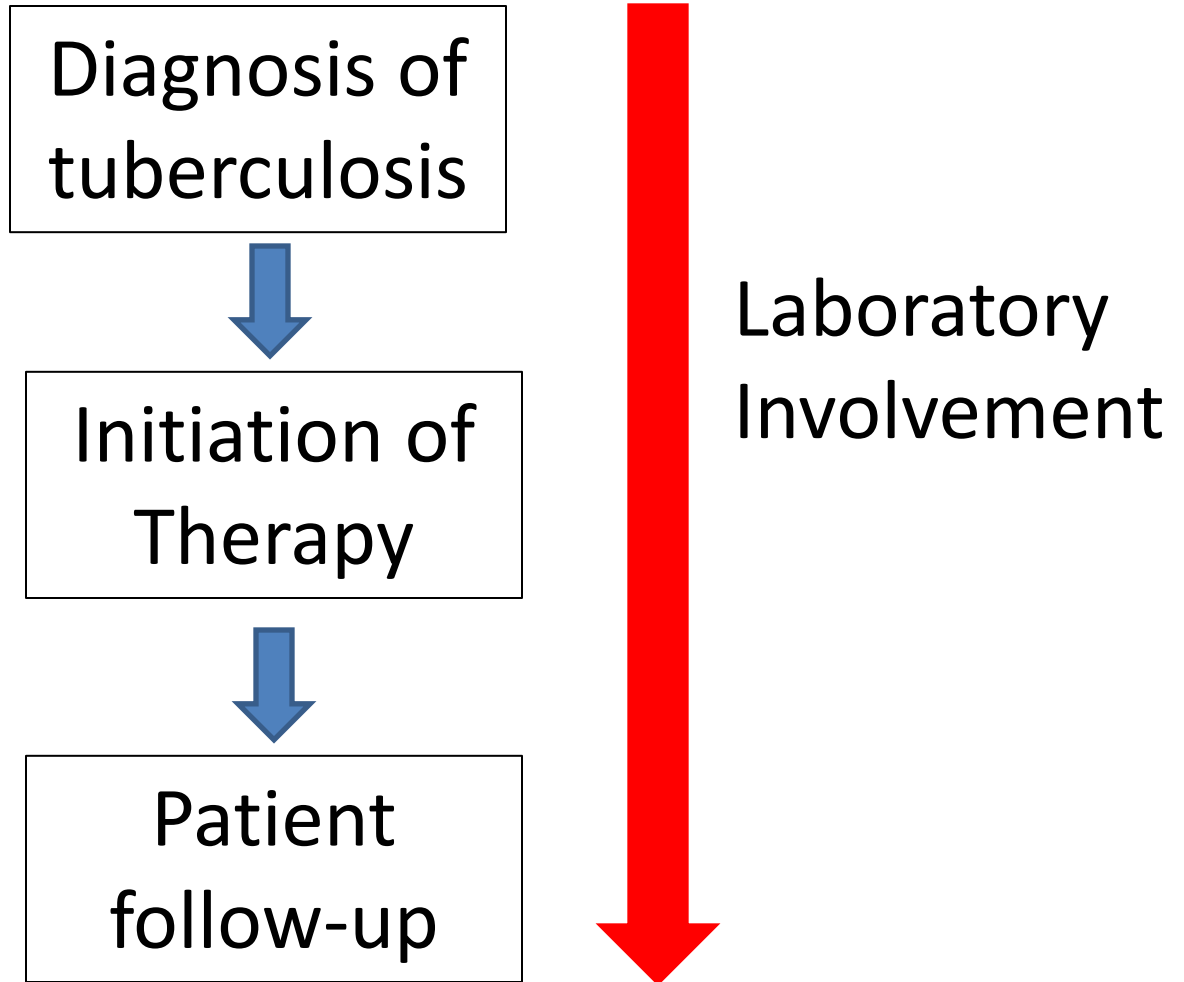 Diagnosis of
tuberculosis
Initiation of
Therapy
Patient
follow-up
Laboratory
Involvement